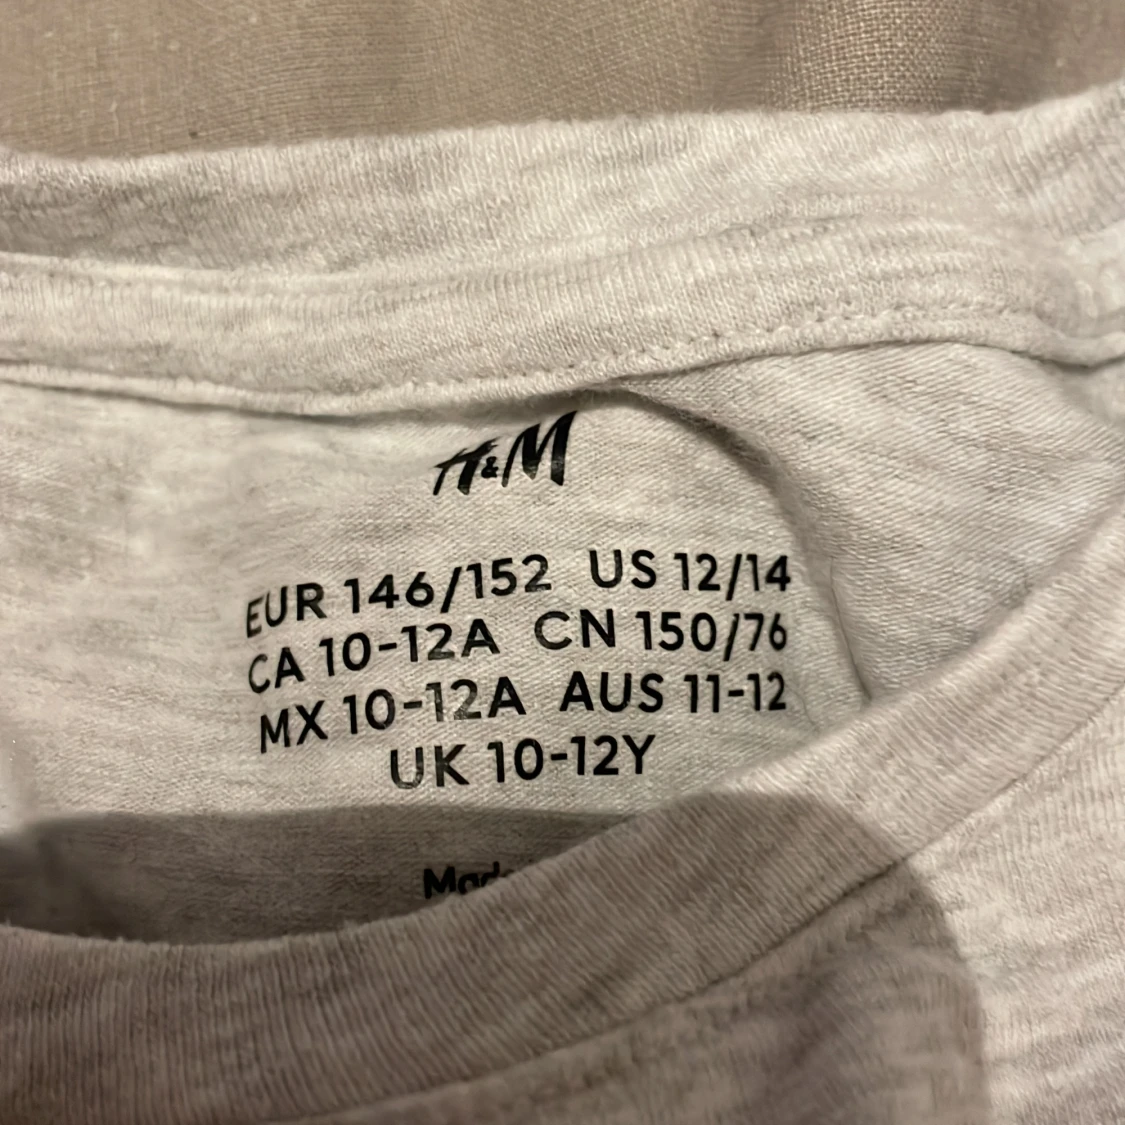 H&M
EUR 146/152 US 12/14
CA 10-12A CN 150/76
MX 10-12A AUS 11-12
UK 10-12Y